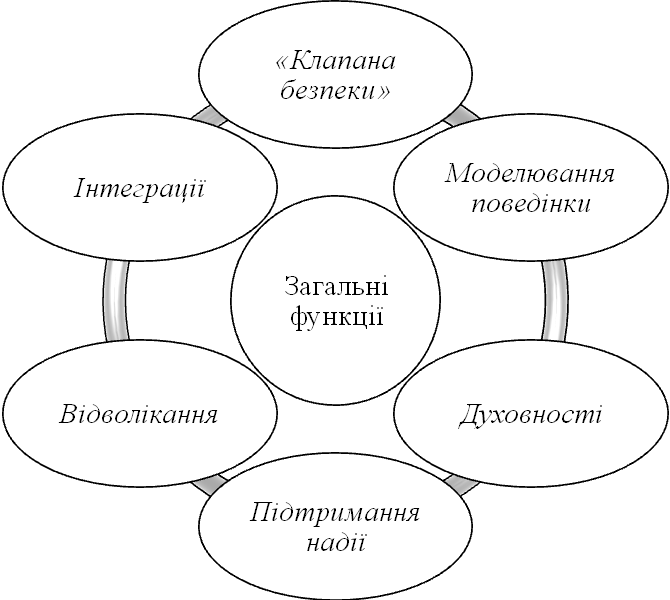 «Клапана
безпеки»
Інтеграції
Моделювання
поведінки
Загальні
функції
Відволікання
Духовності
Підтримання
надії